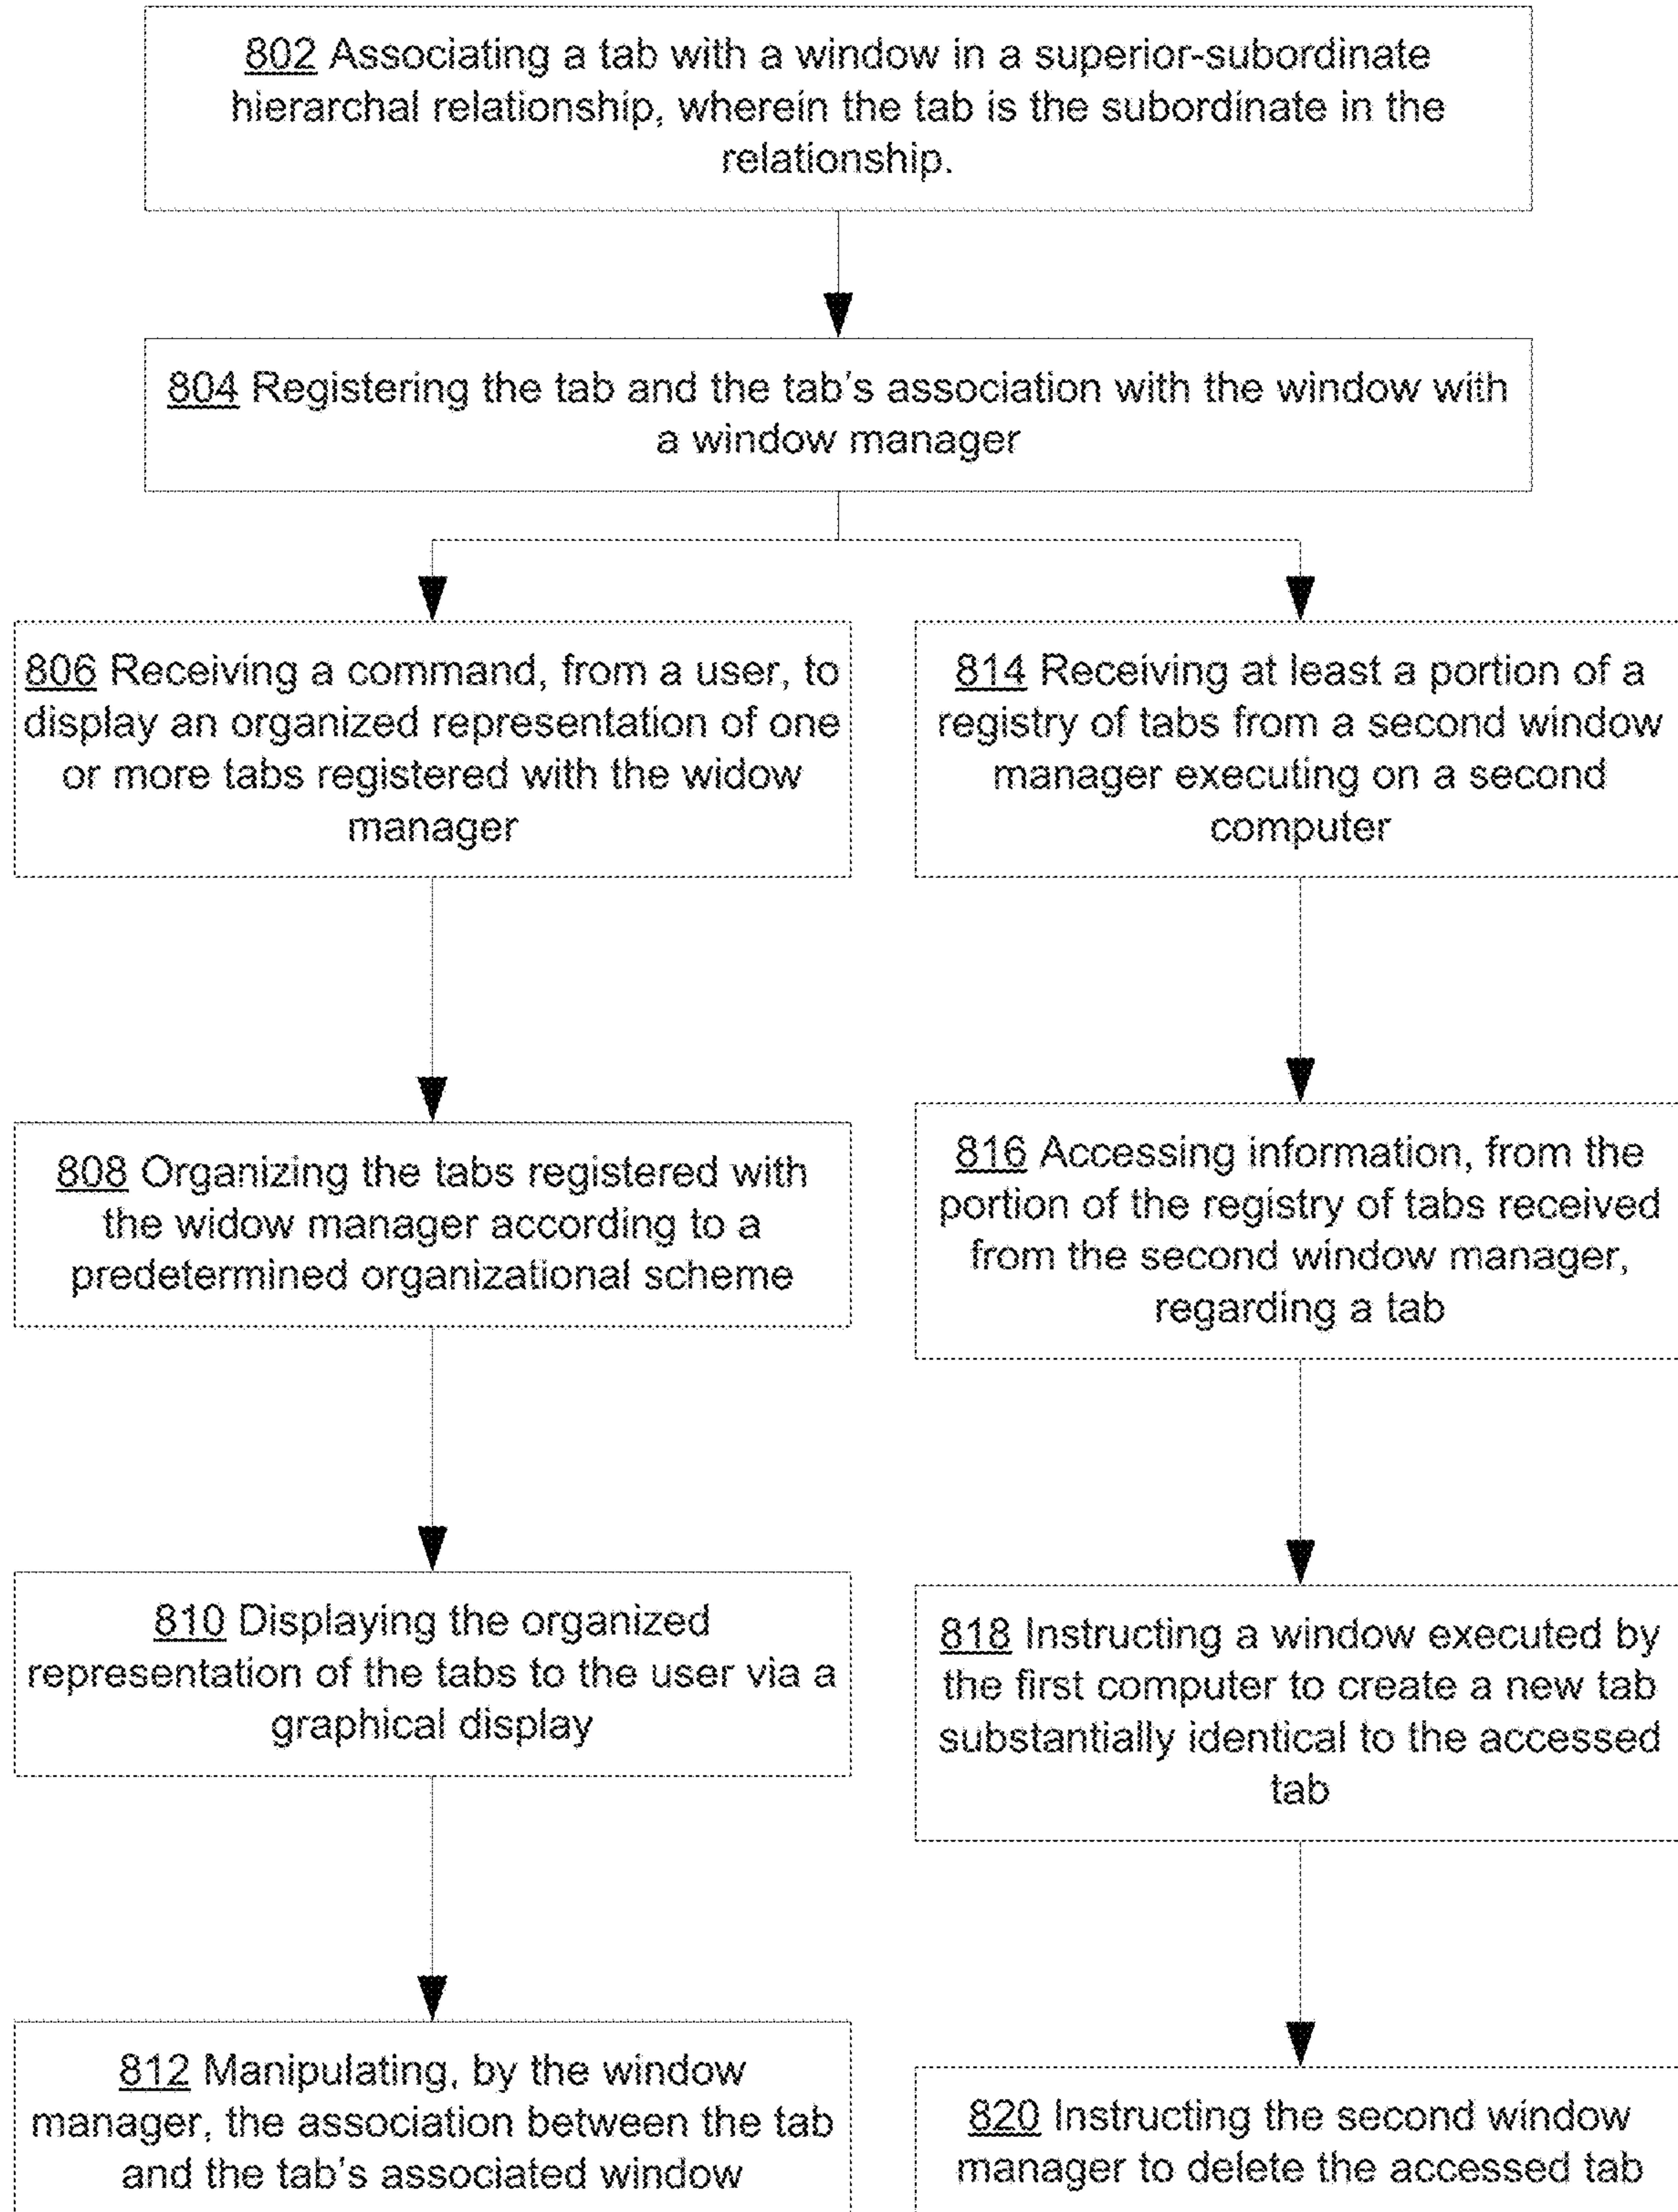 802 Associating a tab with a window in a superior-subordinate
hierarchal relationship, wherein the tab is the subordinate in the
relationship.
804 Registering the tab and the tab's association with the window with
a window manager
806 Receiving a command, from a user, to
display an organized representation of one
or more tabs registered with the widow
manager
814 Receiving at least a portion of a
registry of tabs from a second window
manager executing on a second
computer
808 Organizing the tabs registered with
the widow manager according to a
predetermined organizational scheme
816 Accessing information, from the
portion of the registry of tabs received
from the second window manager,
regarding a tab
810 Displaying the organized
representation of the tabs to the user via a
graphical display
818 Instructing a window executed by
the first computer to create a new tab
substantially identical to the accessed
tab
812 Manipulating, by the window
manager, the association between the tab
and the tab's associated window
820 Instructing the second window
manager to delete the accessed tab